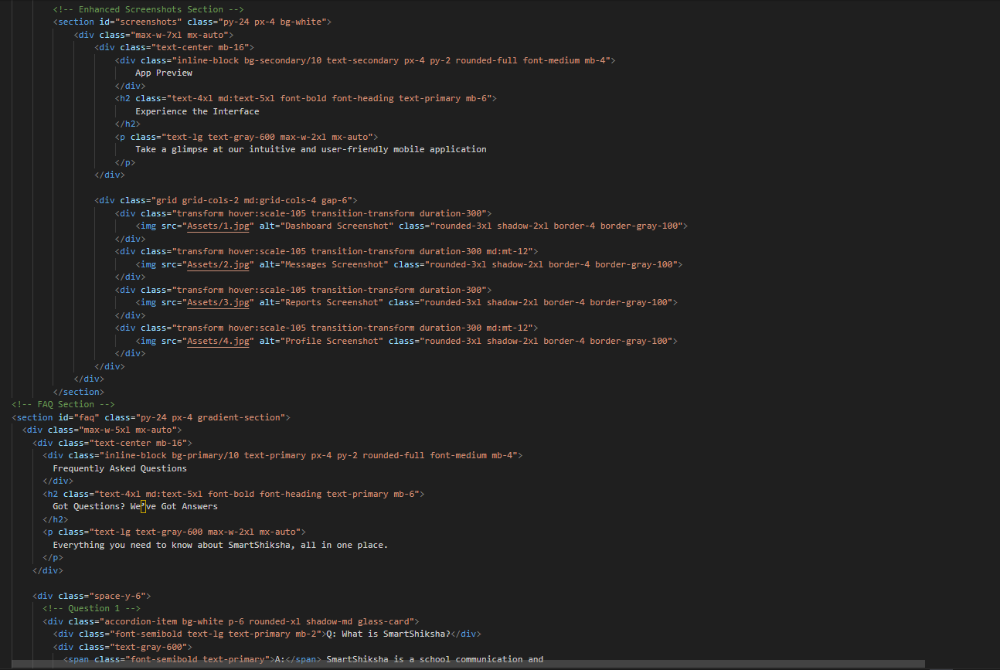 <!-- Enhanced Screenshots Section -->
<section id="screenshots" class="py-24 px-4 bg-white">
<div class="max-w-7xl mx-auto">
<div class="text-center mb-16">
<div class="inline-block bg-secondary/10 text-secondary px-4 py-2 rounded-full font-medium mb-4">
App Preview
</div>
<h2 class="text-4xl md:text-5xl font-bold font-heading text-primary mb-6">
Experience the Interface
</h2>
<p class="text-lg text-gray-600 max-w-2xl mx-auto">
Take a glimpse at our intuitive and user-friendly mobile application
</p>
</div>
<div class="grid grid-cols-2 md:grid-cols-4 gap-6">
<div class="transform hover:scale-105 transition-transform duration-300">
<img src="Assets/1.jpg" alt="Dashboard Screenshot" class="rounded-3xl shadow-2xl border-4 border-gray-100">
</div>
<div class="transform hover:scale-105 transition-transform duration-300 md:mt-12">
<img src="Assets/2.jpg" alt="Messages Screenshot" class="rounded-3xl shadow-2xl border-4 border-gray-100">
</div>
<div class="transform hover:scale-105 transition-transform duration-300">
<img src="Assets/3.jpg" alt="Reports Screenshot" class="rounded-3xl shadow-2xl border-4 border-gray-100">
</div>
<div class="transform hover:scale-105 transition-transform duration-300 md:mt-12">
<img src="Assets/4.jpg" alt="Profile Screenshot" class="rounded-3xl shadow-2xl border-4 border-gray-100">
</div>
</div>
</div>
</section>
<!-- FAQ Section -->
<section id="faq" class="py-24 px-4 gradient-section">
<div class="max-w-5xl mx-auto">
<div class="text-center mb-16">
<div class="inline-block bg-primary/10 text-primary px-4 py-2 rounded-full font-medium mb-4">
Frequently Asked Questions
</div>
<h2 class="text-4xl md:text-5xl font-bold font-heading text-primary mb-6">
Got Questions? We’ve Got Answers
</h2>
<p class="text-lg text-gray-600 max-w-2xl mx-auto">
Everything you need to know about SmartShiksha, all in one place.
</p>
</div>
<div class="space-y-6">
<!-- Question 1 -->
<div class="accordion-item bg-white p-6 rounded-xl shadow-md glass-card">
<div class="font-semibold text-lg text-primary mb-2">Q: What is SmartShiksha?</div>
<div class="text-gray-600">
<span class="font-semibold text-primary">A:</span> SmartShiksha is a school communication and